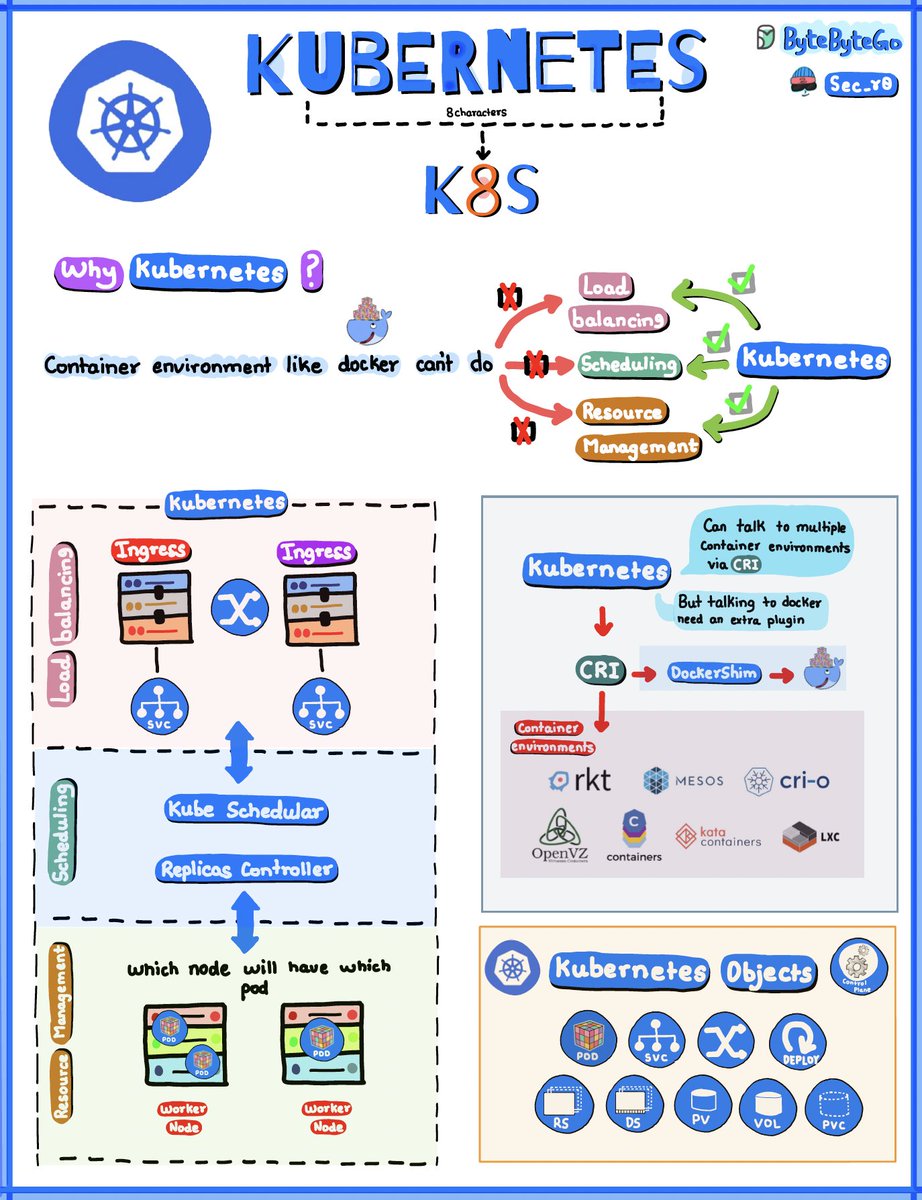 KUBERNETES
ByteByteGo
Sec_r0
8 characters
K8S
Why Kubernetes ?
Container environment like docker can't do
Load
balancing
Scheduling
Resource
Management
Kubernetes
Kubernetes
Load balancing
Ingress
Ingress
SVC
SVC
Scheduling
Kube Schedular
Replicas Controller
Resource Management
which node will have which
pod
POD
POD
POD
Worker
Node
Worker
Node
Kubernetes
Can talk to multiple
Container environments
via CRI
But talking to docker
need an extra plugin
CRI
DockerShim
Container
environments
rkt
MESOS
cri-o
OpenVZ
C
containers
kata
containers
LXC
Kubernetes Objects
Control
Plane
POD
SVC
DEPLOY
RS
DS
PV
VOL
PVC